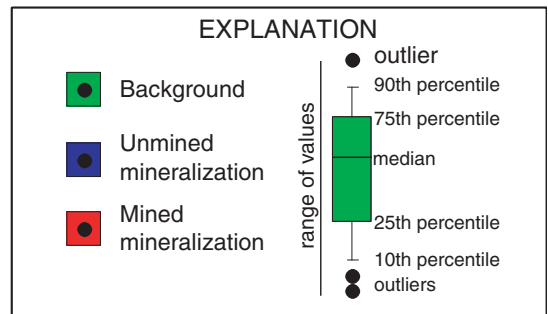 EXPLANATION
Background
Unmined
mineralization
Mined
mineralization
range of values
outlier
90th percentile
75th percentile
median
25th percentile
10th percentile
outliers